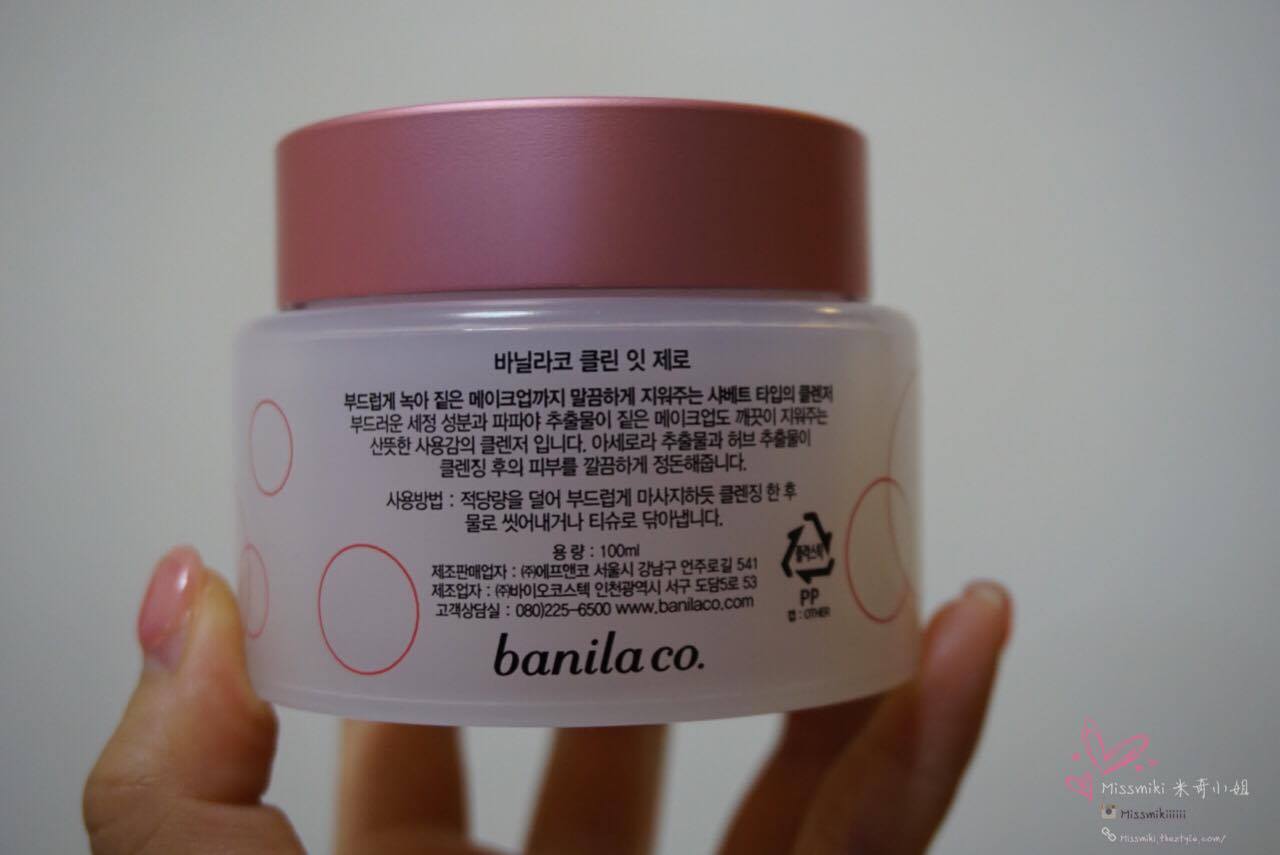 바닐라코 클린 잇 제로
부드럽게 녹아 짙은 메이크업까지 말끔하게 지워주는 샤베트 타입의 클렌저
부드러운 세정 성분과 파파야 추출물이 짙은 메이크업도 깨끗이 지워주는
산뜻한 사용감의 클렌저 입니다. 아세로라 추출물과 허브 추출물이
클렌징 후의 피부를 깔끔하게 정돈해줍니다.
사용방법 : 적당량을 덜어 부드럽게 마사지하듯 클렌징 한 후
물로 씻어내거나 티슈로 닦아냅니다.
용 량 : 100ml
제조판매업자 : ㈜에프앤코 서울시 강남구 언주로길 541
제조업자 : ㈜바이오코스텍 인천광역시 서구 도담5로 53
고객상담실 : 080)225-6500 www.banilaco.com
플라스틱
PP
캡 : OTHER
banila co.
Missmiki 米奇小姐
Missmikiiiiii
Missmiki.thestyle.com/